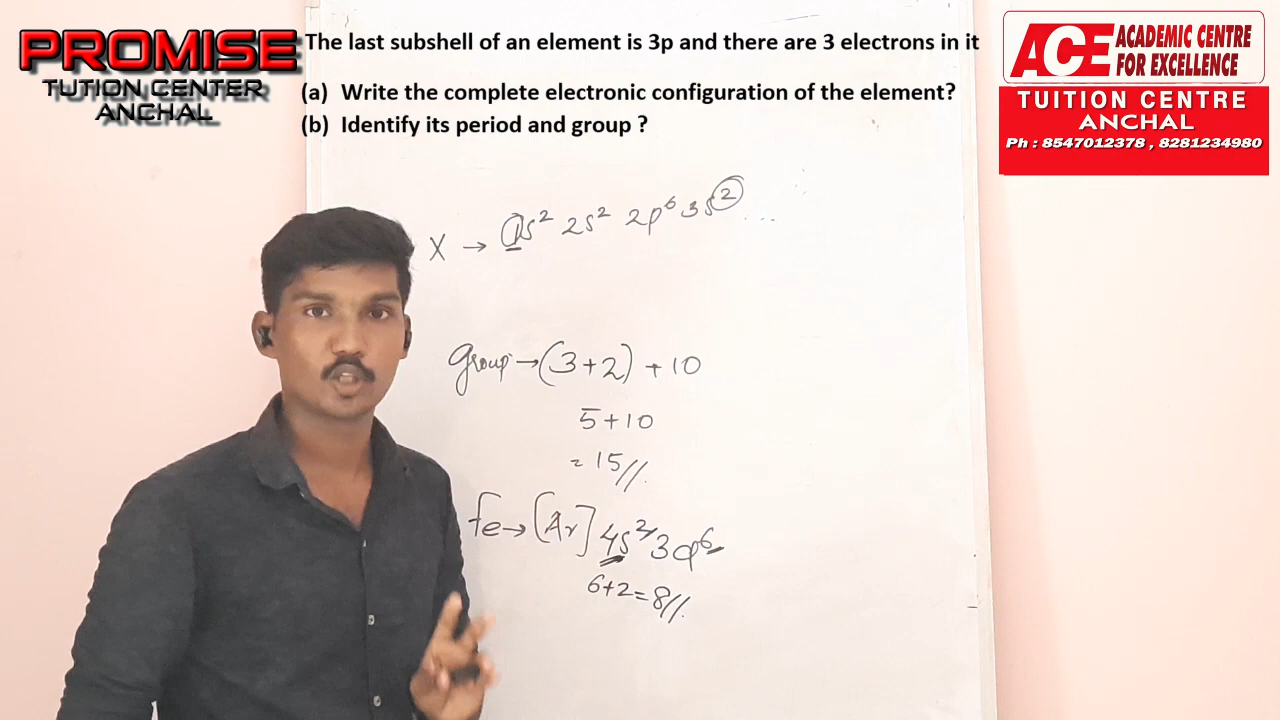 PROMISE
TUTION CENTER
ANCHAL
The last subshell of an element is 3p and there are 3 electrons in it
(a) Write the complete electronic configuration of the element?
(b) Identify its period and group ?
ACE ACADEMIC CENTRE
FOR EXCELLENCE
TUITION CENTRE
ANCHAL
Ph : 8547012378 , 8281234980
X → 1s² 2s² 2p⁶ 3s² ...
Group → (3+2) + 10
5+10
= 15//
Fe → [Ar] 4s² 3d⁶
6+2=8//.